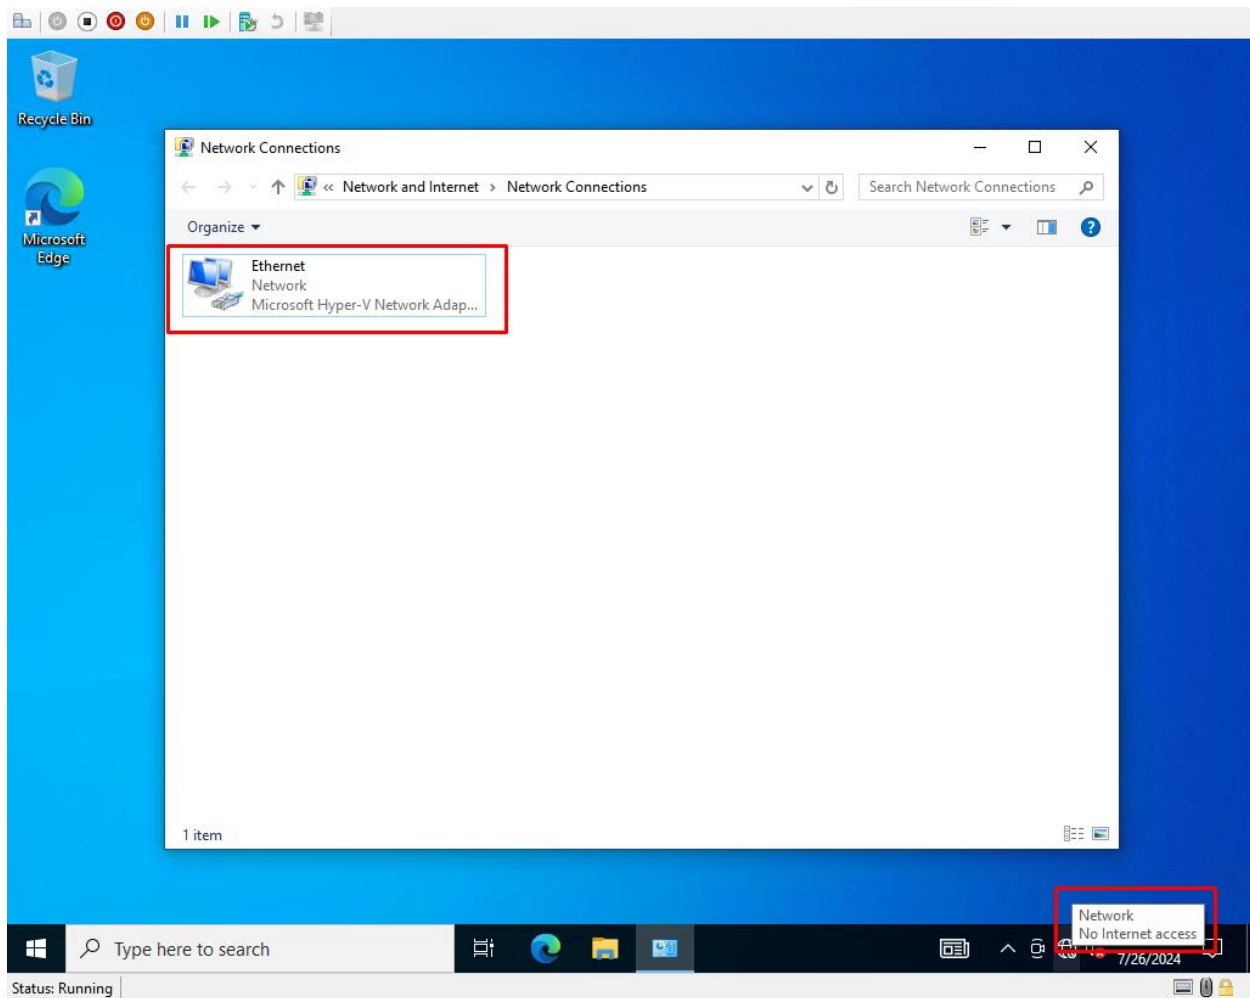 Recycle Bin
Microsoft
Edge
Network Connections
« Network and Internet > Network Connections
Search Network Connections
Organize
Ethernet
Network
Microsoft Hyper-V Network Adap...
1 item
Network
No Internet access
Type here to search
7/26/2024
Status: Running